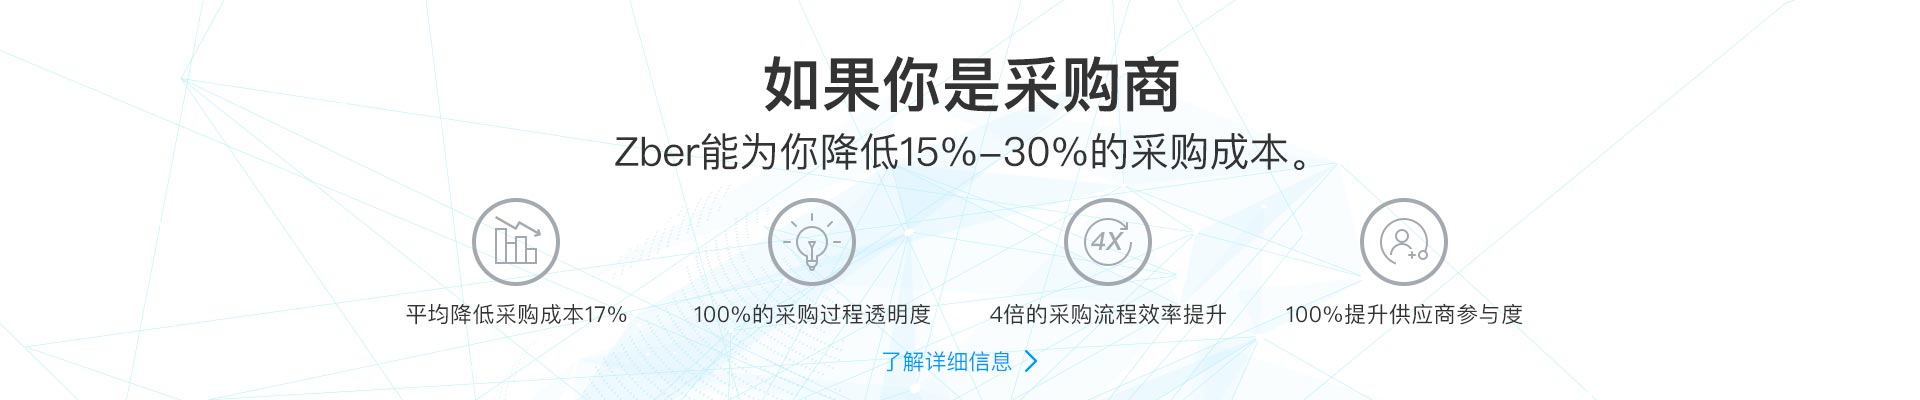 如果你是采购商
Zber能为你降低15%–30%的采购成本。
4X
平均降低采购成本17%
100%的采购过程透明度
4倍的采购流程效率提升
100%提升供应商参与度
了解详细信息